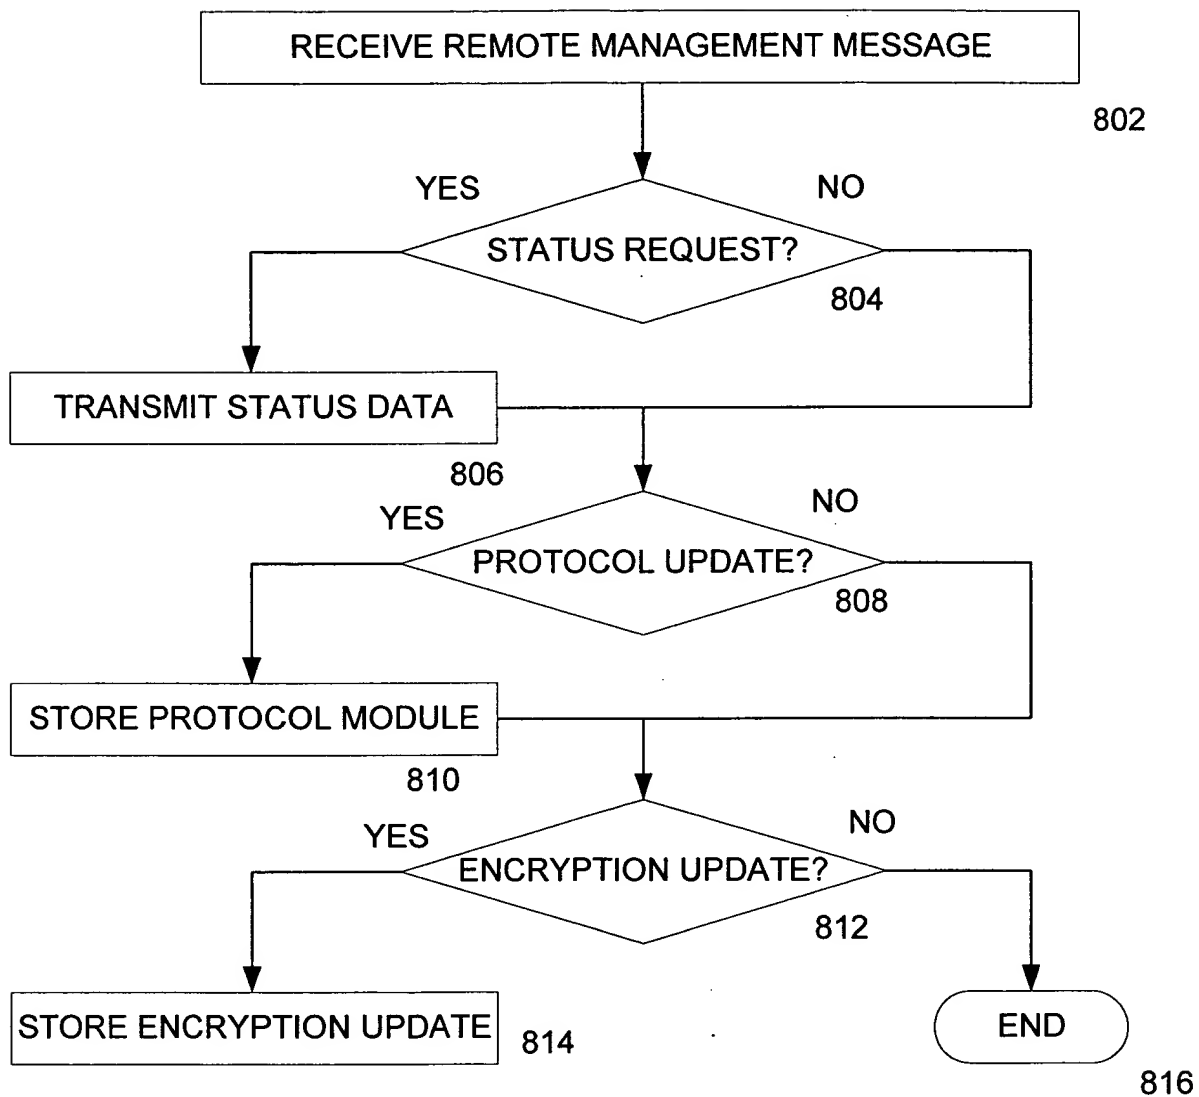 RECEIVE REMOTE MANAGEMENT MESSAGE
802
YES
NO
STATUS REQUEST?
804
TRANSMIT STATUS DATA
806
YES
NO
PROTOCOL UPDATE?
808
STORE PROTOCOL MODULE
810
YES
NO
ENCRYPTION UPDATE?
812
STORE ENCRYPTION UPDATE
814
END
816